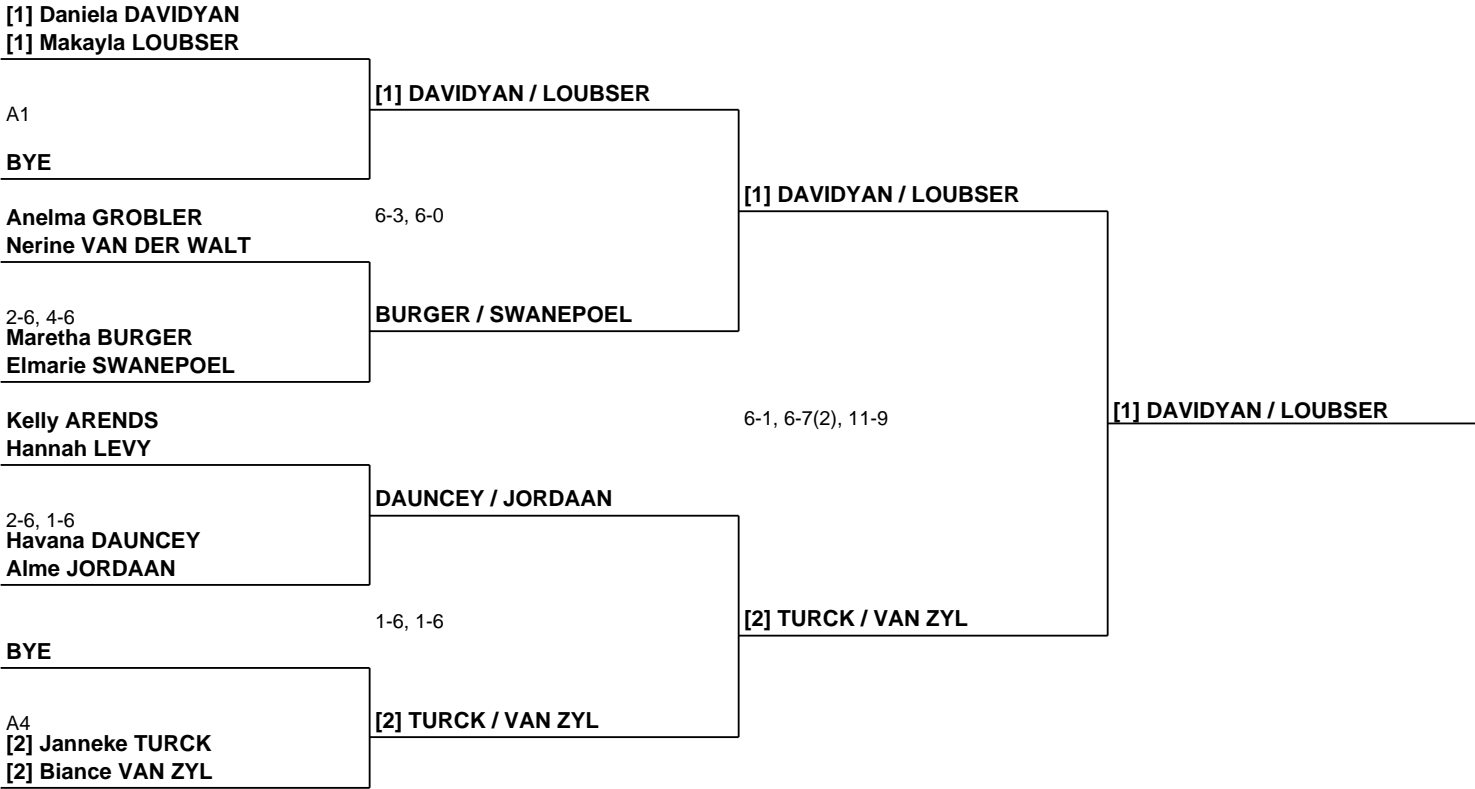 [1] Daniela DAVIDYAN
[1] Makayla LOUBSER
A1
BYE
Anelma GROBLER
Nerine VAN DER WALT
2-6, 4-6
Maretha BURGER
Elmarie SWANEPOEL
Kelly ARENDS
Hannah LEVY
2-6, 1-6
Havana DAUNCEY
Alme JORDAAN
BYE
A4
[2] Janneke TURCK
[2] Biance VAN ZYL
[1] DAVIDYAN / LOUBSER
6-3, 6-0
BURGER / SWANEPOEL
DAUNCEY / JORDAAN
1-6, 1-6
[2] TURCK / VAN ZYL
[1] DAVIDYAN / LOUBSER
6-1, 6-7(2), 11-9
[2] TURCK / VAN ZYL
[1] DAVIDYAN / LOUBSER